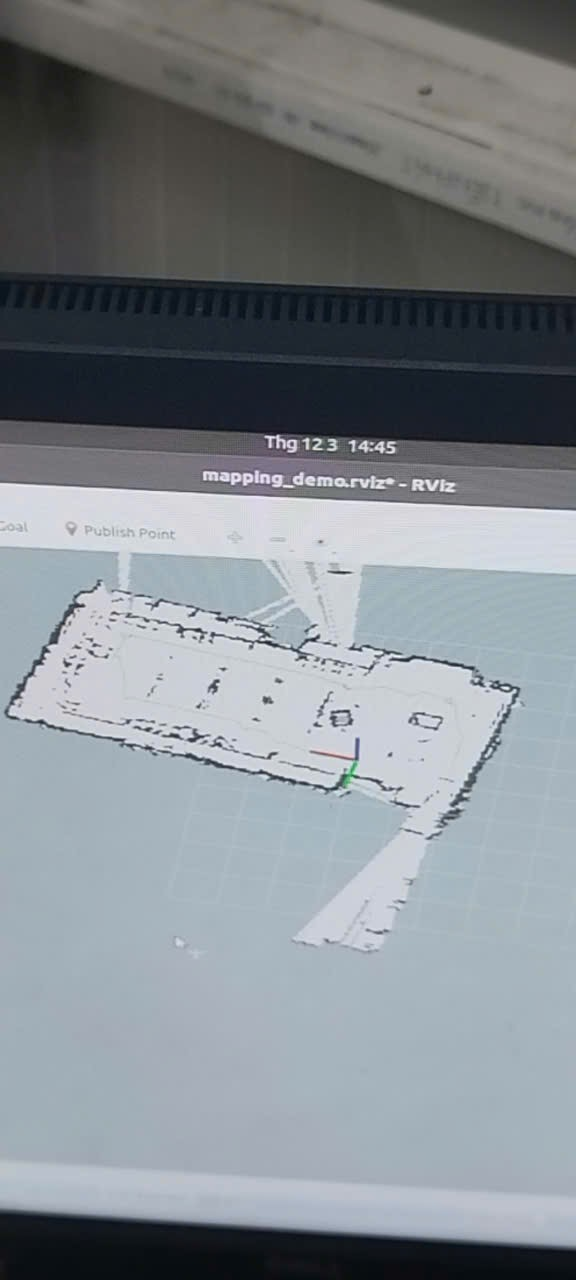 Thg 12 3 14:45
mapping_demo.rviz* - RViz
Goal Publish Point